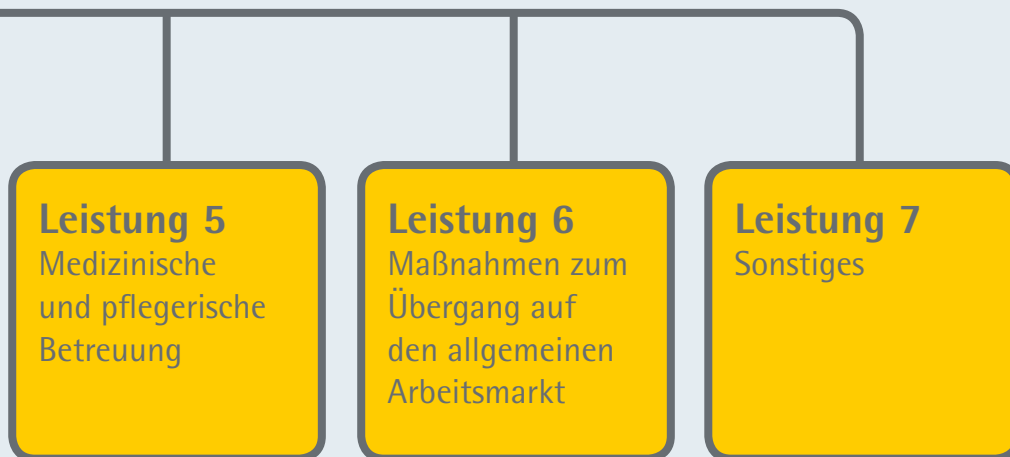 Leistung 5
Medizinische
und pflegerische
Betreuung
Leistung 6
Maßnahmen zum
Übergang auf
den allgemeinen
Arbeitsmarkt
Leistung 7
Sonstiges